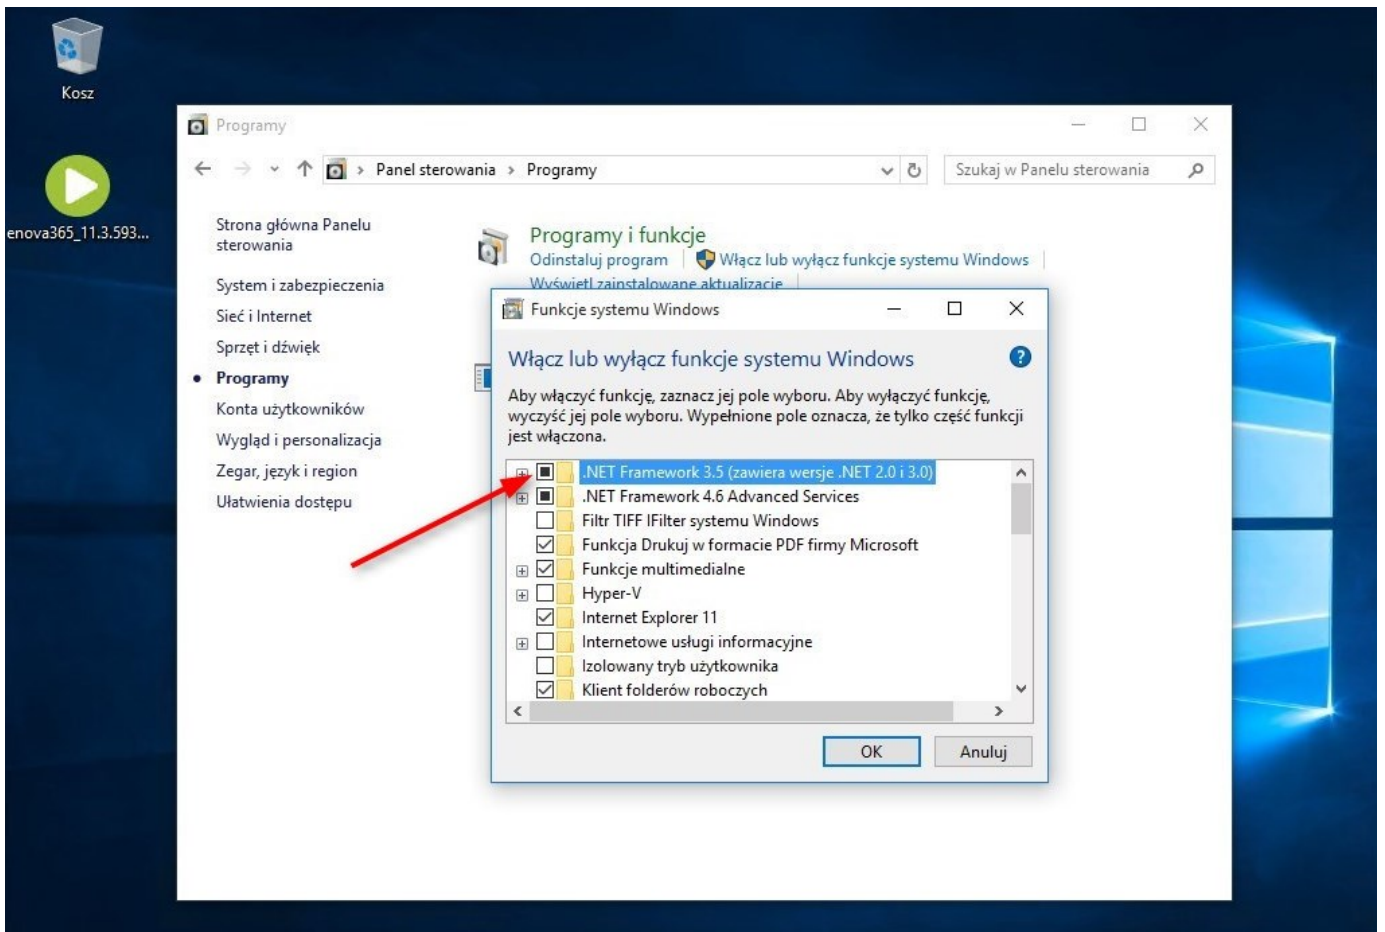 Kosz
enova365_11.3.593...
Programy
Panel sterowania > Programy
Szukaj w Panelu sterowania
Strona główna Panelu
sterowania
System i zabezpieczenia
Sieć i Internet
Sprzęt i dźwięk
Programy
Konta użytkowników
Wygląd i personalizacja
Zegar, język i region
Ułatwienia dostępu
Programy i funkcje
Odinstaluj program
Włącz lub wyłącz funkcje systemu Windows
Wyświetl zainstalowane aktualizacje
Funkcje systemu Windows
Włącz lub wyłącz funkcje systemu Windows
Aby włączyć funkcję, zaznacz jej pole wyboru. Aby wyłączyć funkcję,
wyczyść jej pole wyboru. Wypełnione pole oznacza, że tylko część funkcji
jest włączona.
.NET Framework 3.5 (zawiera wersje .NET 2.0 i 3.0)
.NET Framework 4.6 Advanced Services
Filtr TIFF IFilter systemu Windows
Funkcja Drukuj w formacie PDF firmy Microsoft
Funkcje multimedialne
Hyper-V
Internet Explorer 11
Internetowe usługi informacyjne
Izolowany tryb użytkownika
Klient folderów roboczych
OK
Anuluj